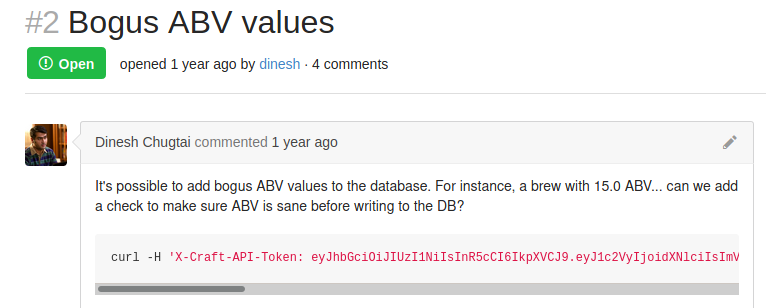 #2 Bogus ABV values
Open opened 1 year ago by dinesh · 4 comments
Dinesh Chugtai commented 1 year ago
It's possible to add bogus ABV values to the database. For instance, a brew with 15.0 ABV... can we add
a check to make sure ABV is sane before writing to the DB?
curl -H 'X-Craft-API-Token: eyJhbGciOiJIUzI1NiIsInR5cCI6IkpXVCJ9.eyJ1c2VyIjoidXNlciIsImV